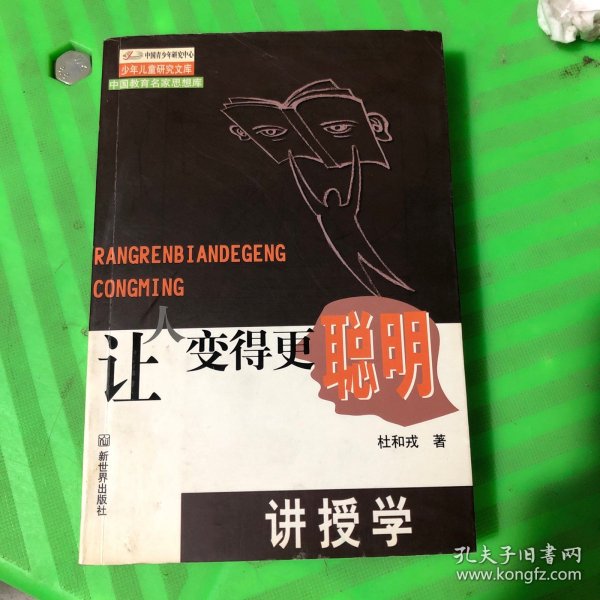 中国青少年研究中心
少年儿童研究文库
中国教育名家思想库
RANGRENBIANDEGENG
CONGMING
让人变得更聪明
杜和戎 著
新世界出版社
讲授学
孔夫子旧书网
www.kongfz.com